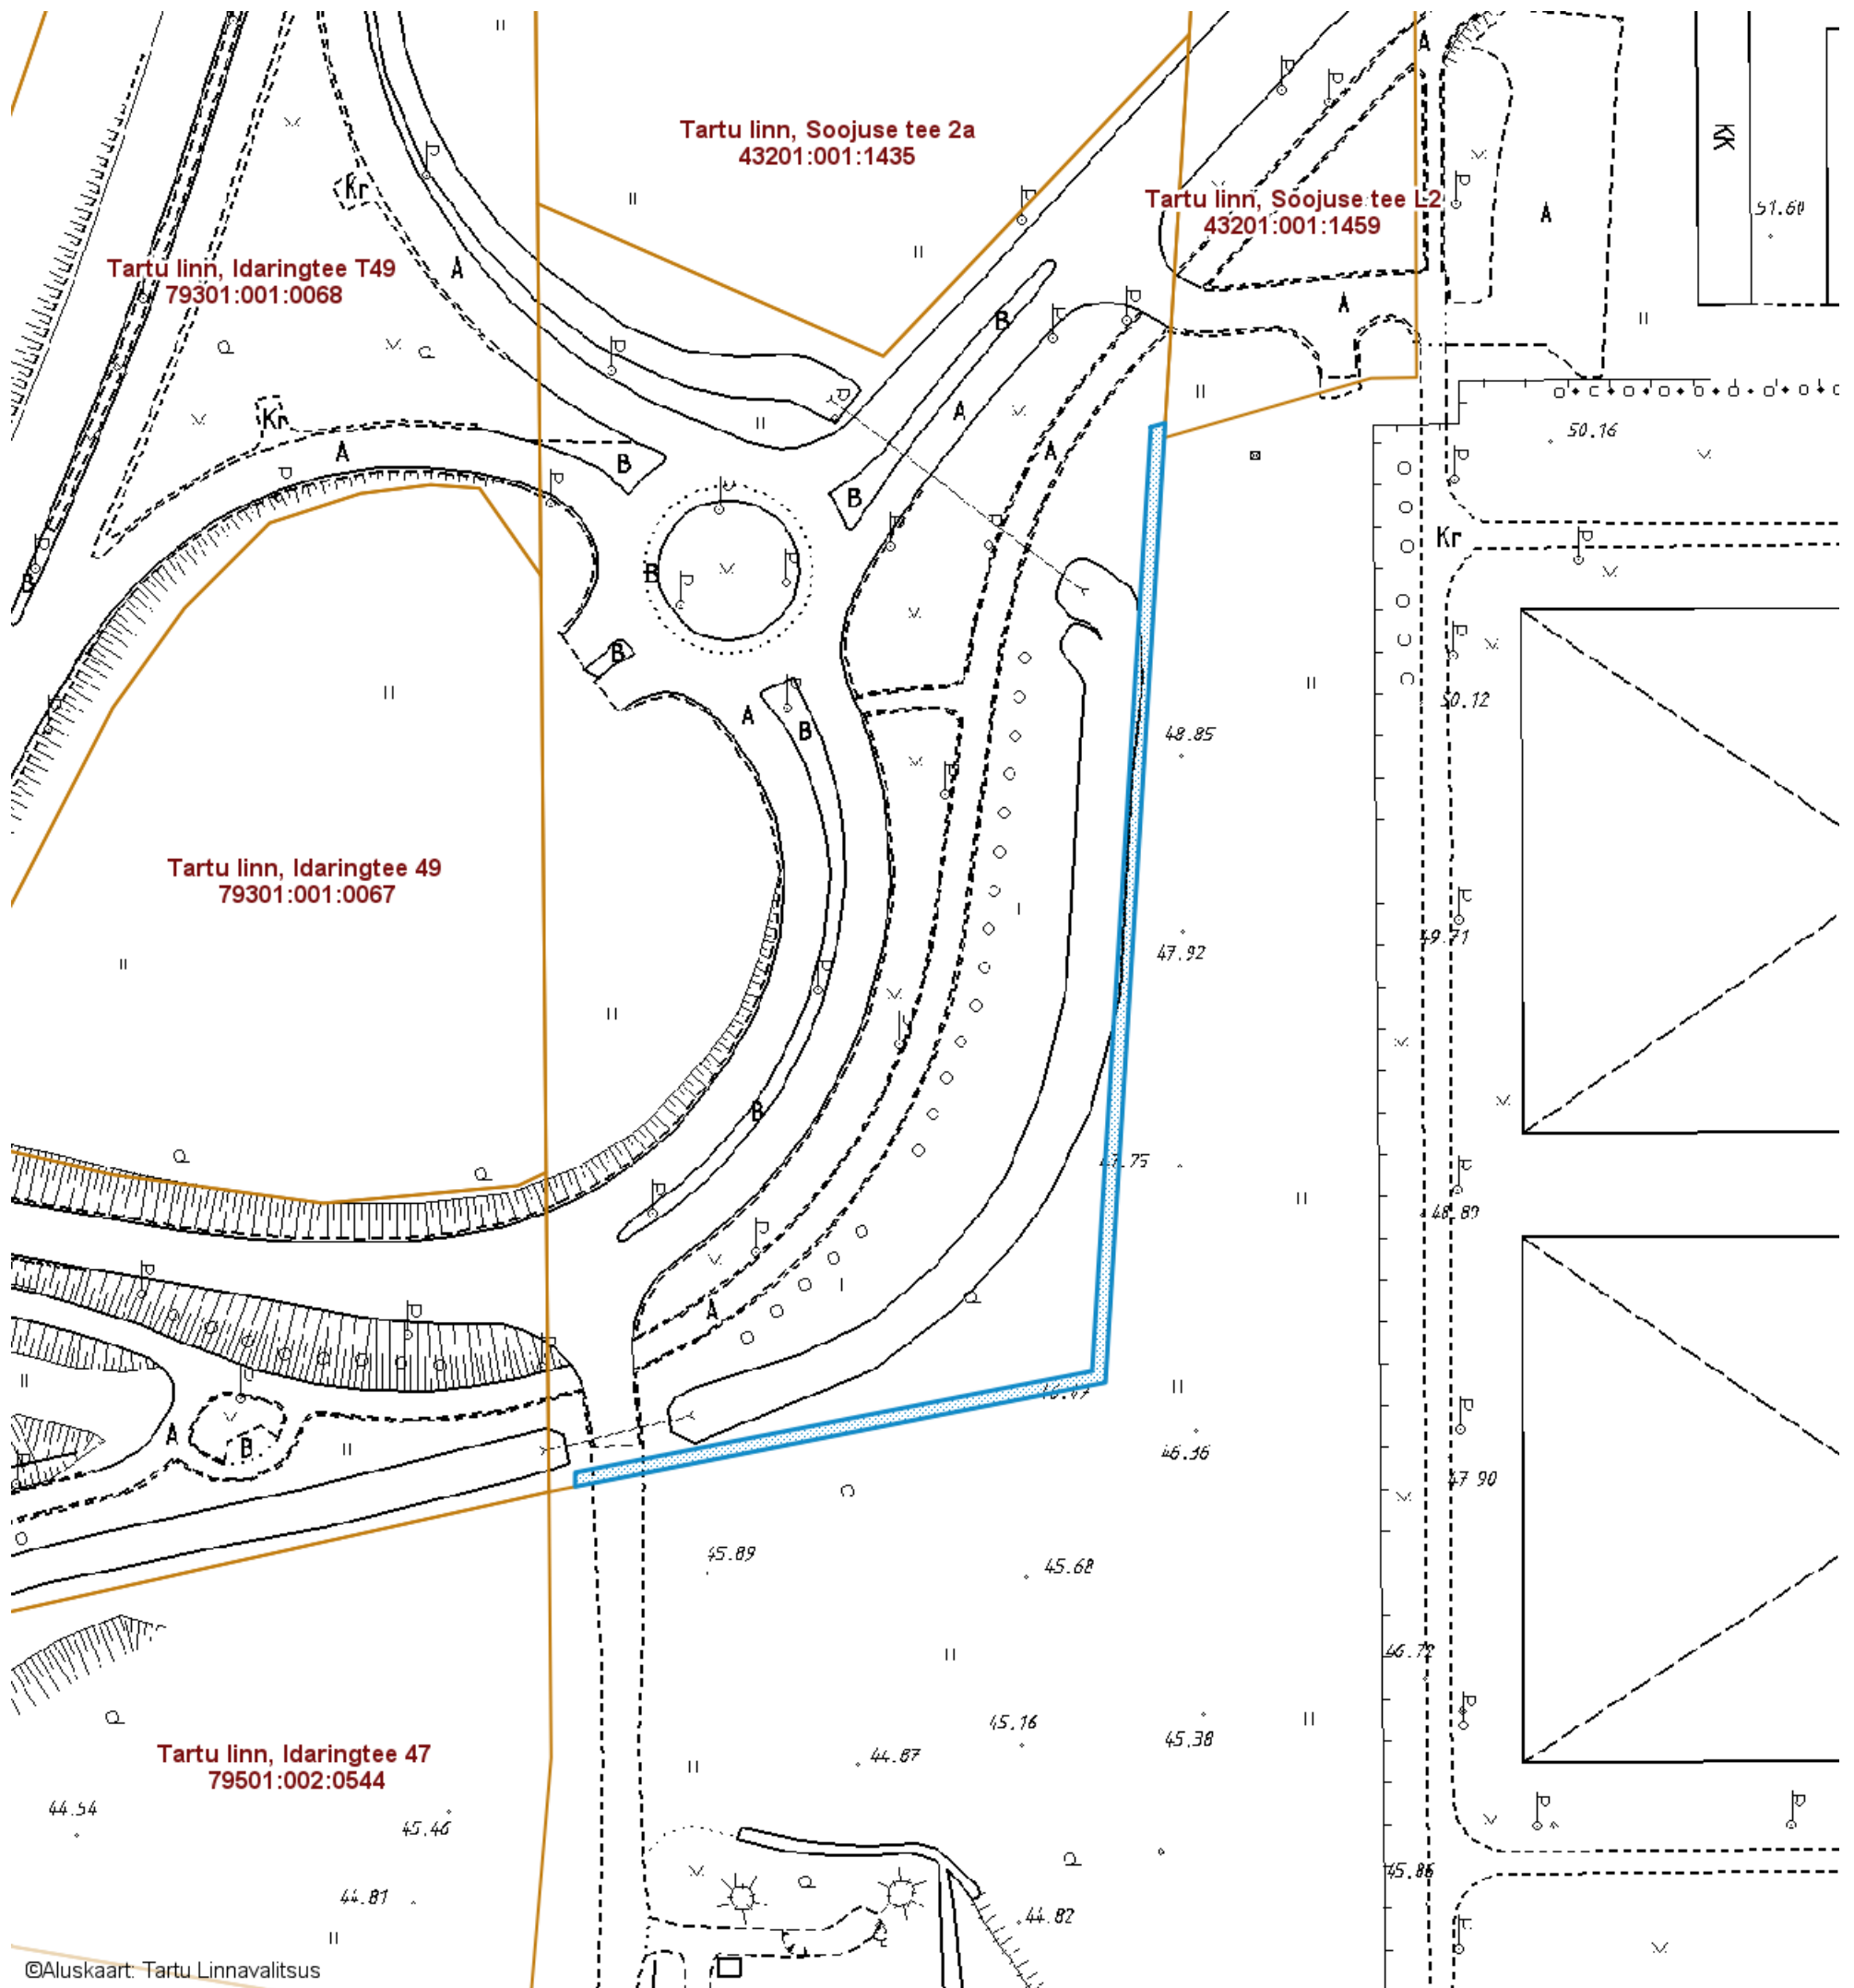 Tartu linn, Soojuse tee 2a
43201:001:1435
Tartu linn, Soojuse tee L2
43201:001:1459
Tartu linn, Idaringtee T49
79301:001:0068
Tartu linn, Idaringtee 49
79301:001:0067
Tartu linn, Idaringtee 47
79501:002:0544
A
KK
51.60
A
Kr
A
B
A
Kr
A
B
A
A
B
50.16
Kr
B
B
B
A
B
50.12
48.85
49.71
47.92
B
48.89
A
A
B
46.36
47 90
45.89
45.68
45.16
45.38
44.87
44.54
45.46
45.86
44.81
44.82
©Aluskaart: Tartu Linnavalitsus